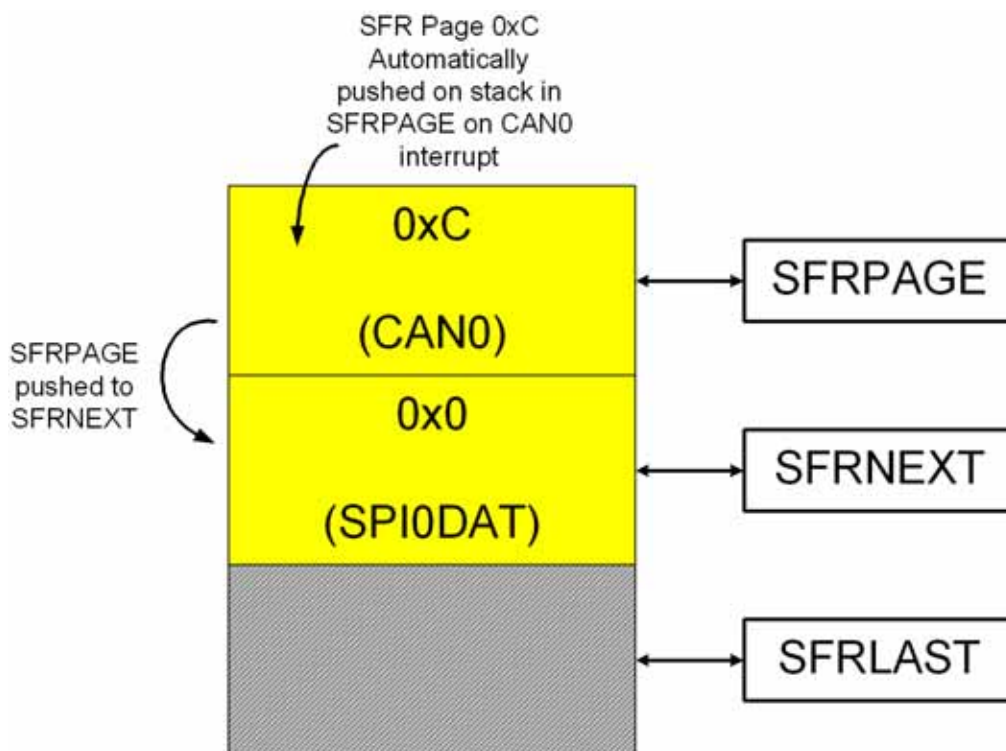 SFR Page 0xC
Automatically
pushed on stack in
SFRPAGE on CAN0
interrupt
0xC
(CAN0)
SFRPAGE
SFRPAGE
pushed to
SFRNEXT
0x0
(SPI0DAT)
SFRNEXT
SFRLAST